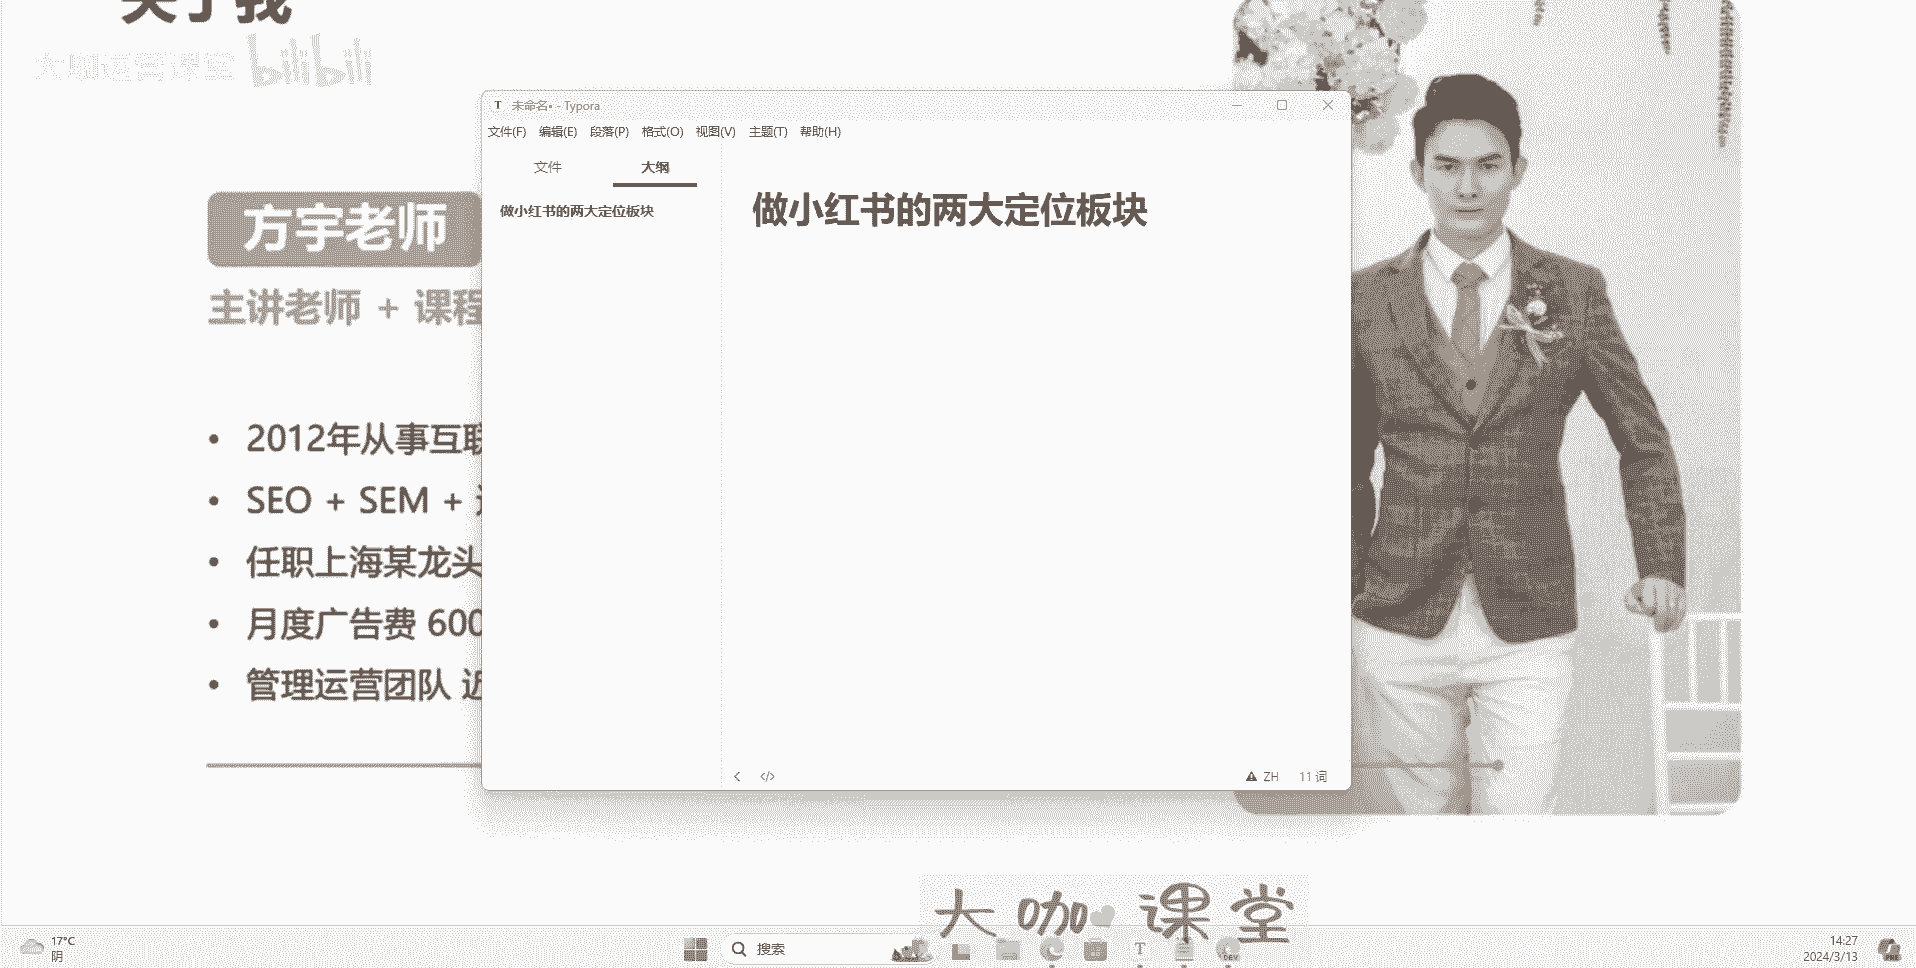 关于我
大咖运营课堂 bilibili
未命名• - Typora
文件(F) 编辑(E) 段落(P) 格式(O) 视图(V) 主题(T) 帮助(H)
文件 大纲
做小红书的两大定位板块
做小红书的两大定位板块
方宇老师
主讲老师 + 课程
• 2012年从事互联
• SEO + SEM +
• 任职上海某龙头
• 月度广告费 600
• 管理运营团队 近
ZH 11 词
大咖课堂
17°C
阴
搜索
T
DEV
14:27
2024/3/13
PRE